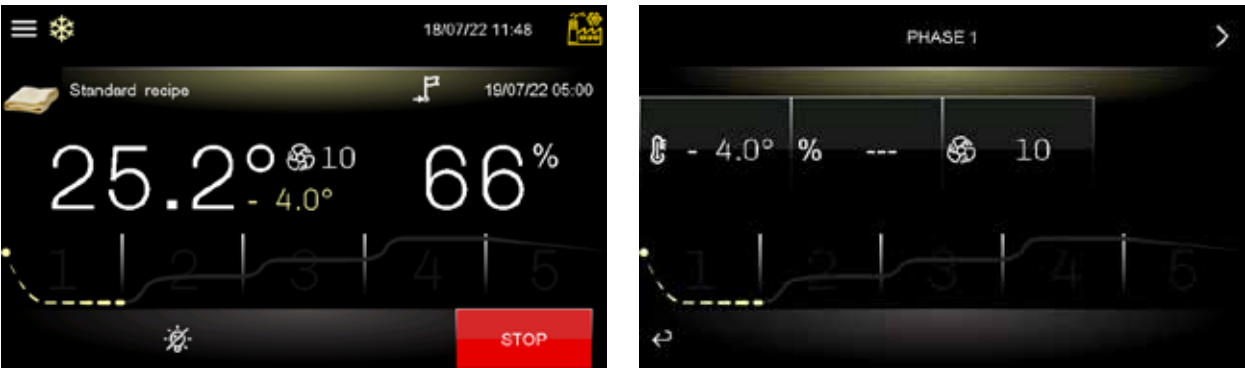 18/07/22 11:48
Standard recipe
19/07/22 05:00
25.2°
10
- 4.0°
66%
1 2 3 4 5
STOP
PHASE 1
- 4.0° % --- 10
1 2 3 4 5